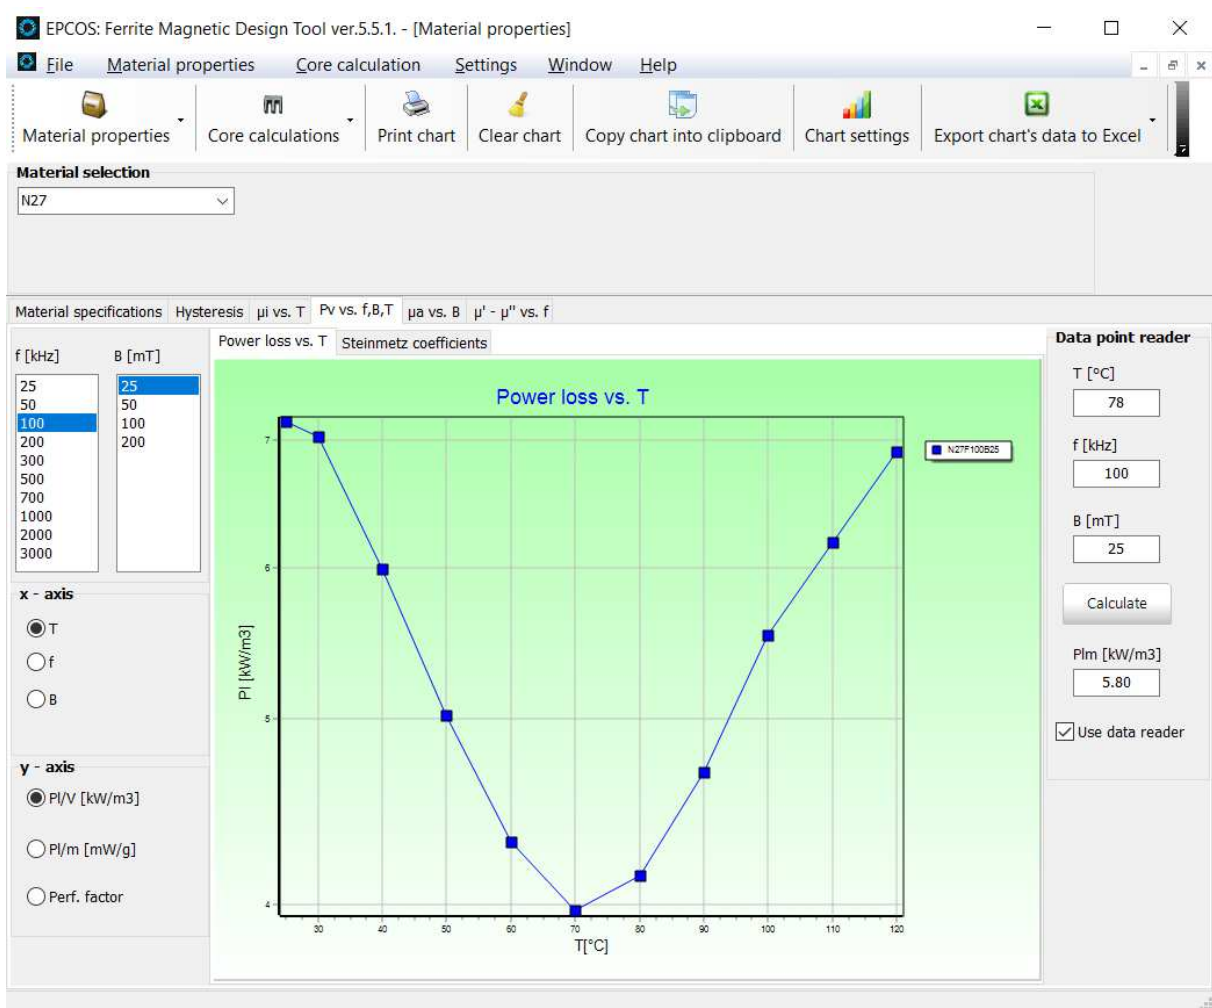 EPCOS: Ferrite Magnetic Design Tool ver.5.5.1. - [Material properties]
File Material properties Core calculation Settings Window Help
Material properties Core calculations Print chart Clear chart Copy chart into clipboard Chart settings Export chart's data to Excel
Material selection
N27
Material specifications Hysteresis µi vs. T Pv vs. f,B,T µa vs. B µ' - µ" vs. f
f [kHz] B [mT]
25 25
50 50
100 100
200 200
300
500
700
1000
2000
3000
x - axis
T
f
B
y - axis
Pl/V [kW/m3]
Pl/m [mW/g]
Perf. factor
Power loss vs. T Steinmetz coefficients
Power loss vs. T
N27F100B25
Pl [kW/m3]
7
6
5
4
30 40 50 60 70 80 90 100 110 120
T[°C]
Data point reader
T [°C]
78
f [kHz]
100
B [mT]
25
Calculate
Plm [kW/m3]
5.80
Use data reader